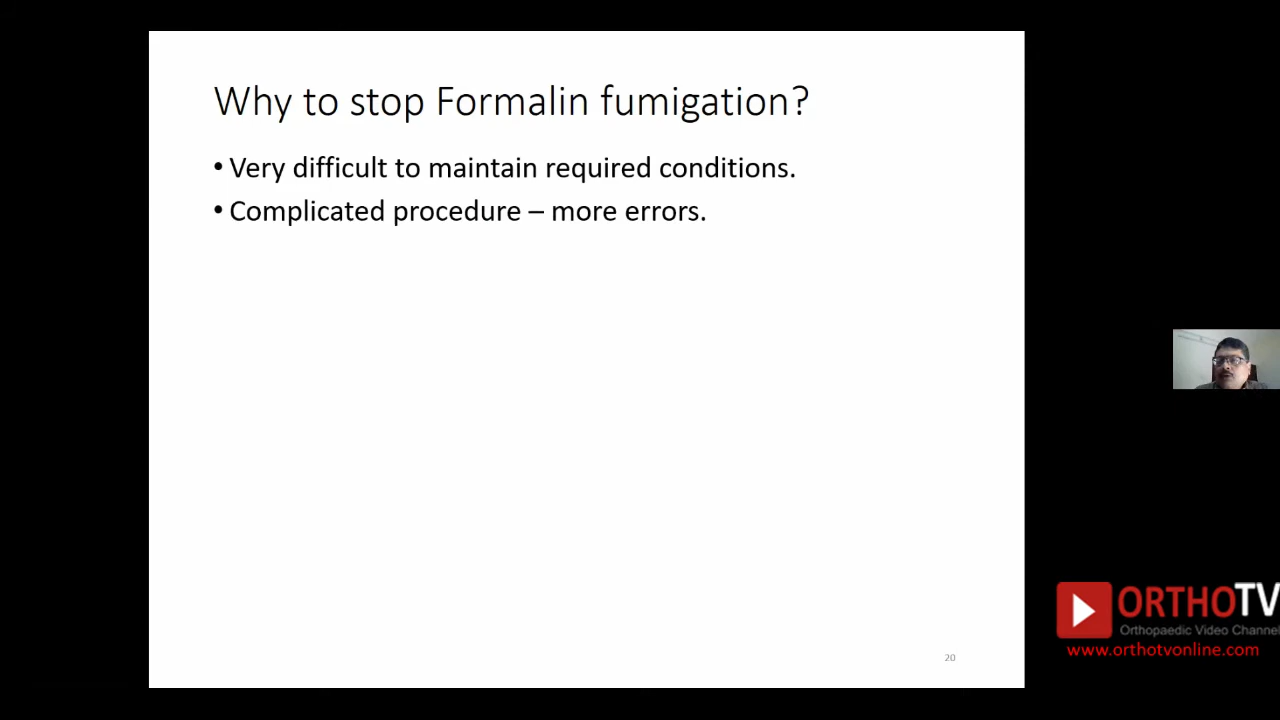 Why to stop Formalin fumigation?
• Very difficult to maintain required conditions.
• Complicated procedure – more errors.
20
ORTHOTV
Orthopaedic Video Channel
www.orthotvonline.com